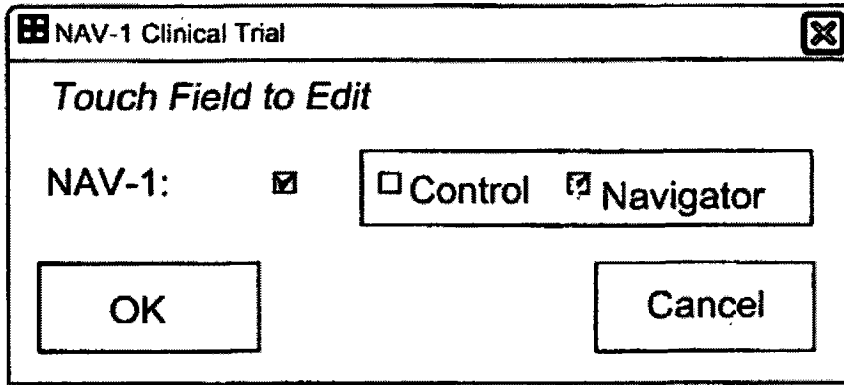 NAV-1 Clinical Trial
Touch Field to Edit
NAV-1: Control Navigator
OK Cancel